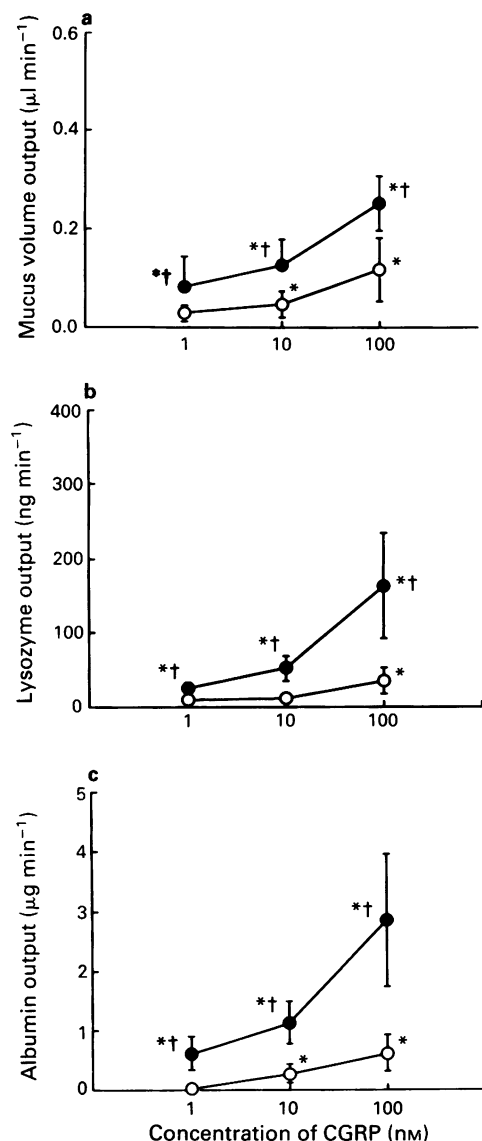 a
Mucus volume output (µl min⁻¹)
0.6
0.4
0.2
0.0
*†
*†
*†
*
*
1 10 100
b
Lysozyme output (ng min⁻¹)
400
300
200
100
0
*†
*†
*†
*
1 10 100
c
Albumin output (µg min⁻¹)
5
4
3
2
1
0
*†
*†
*†
*
*
1 10 100
Concentration of CGRP (nM)